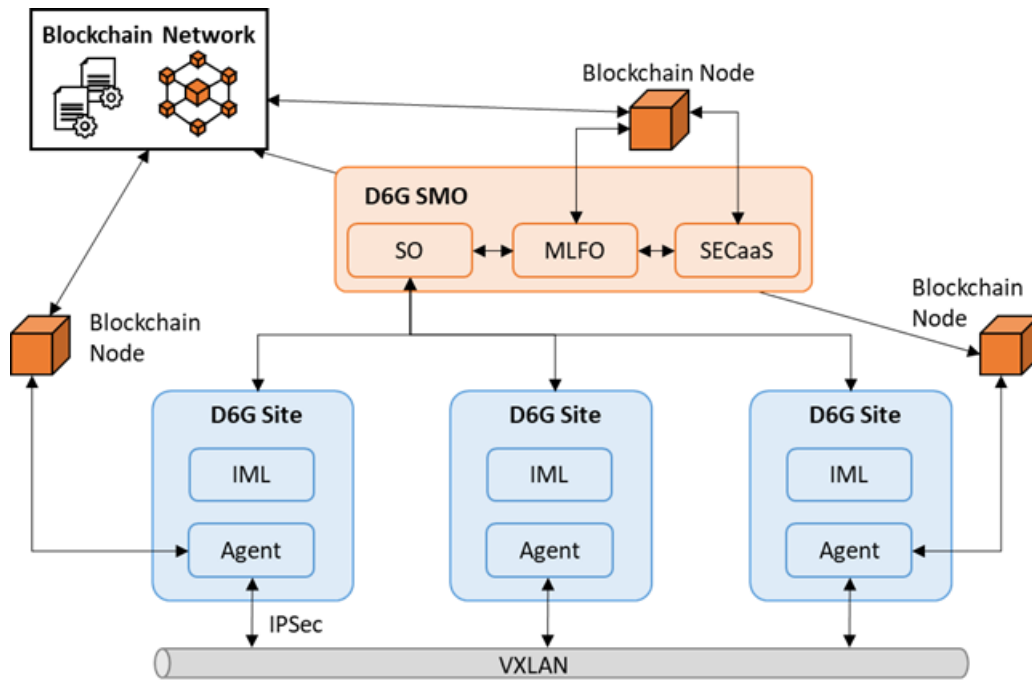 Blockchain Network
Blockchain Node
D6G SMO
SO
MLFO
SECaaS
Blockchain
Node
Blockchain
Node
D6G Site
D6G Site
D6G Site
IML
IML
IML
Agent
Agent
Agent
IPSec
VXLAN